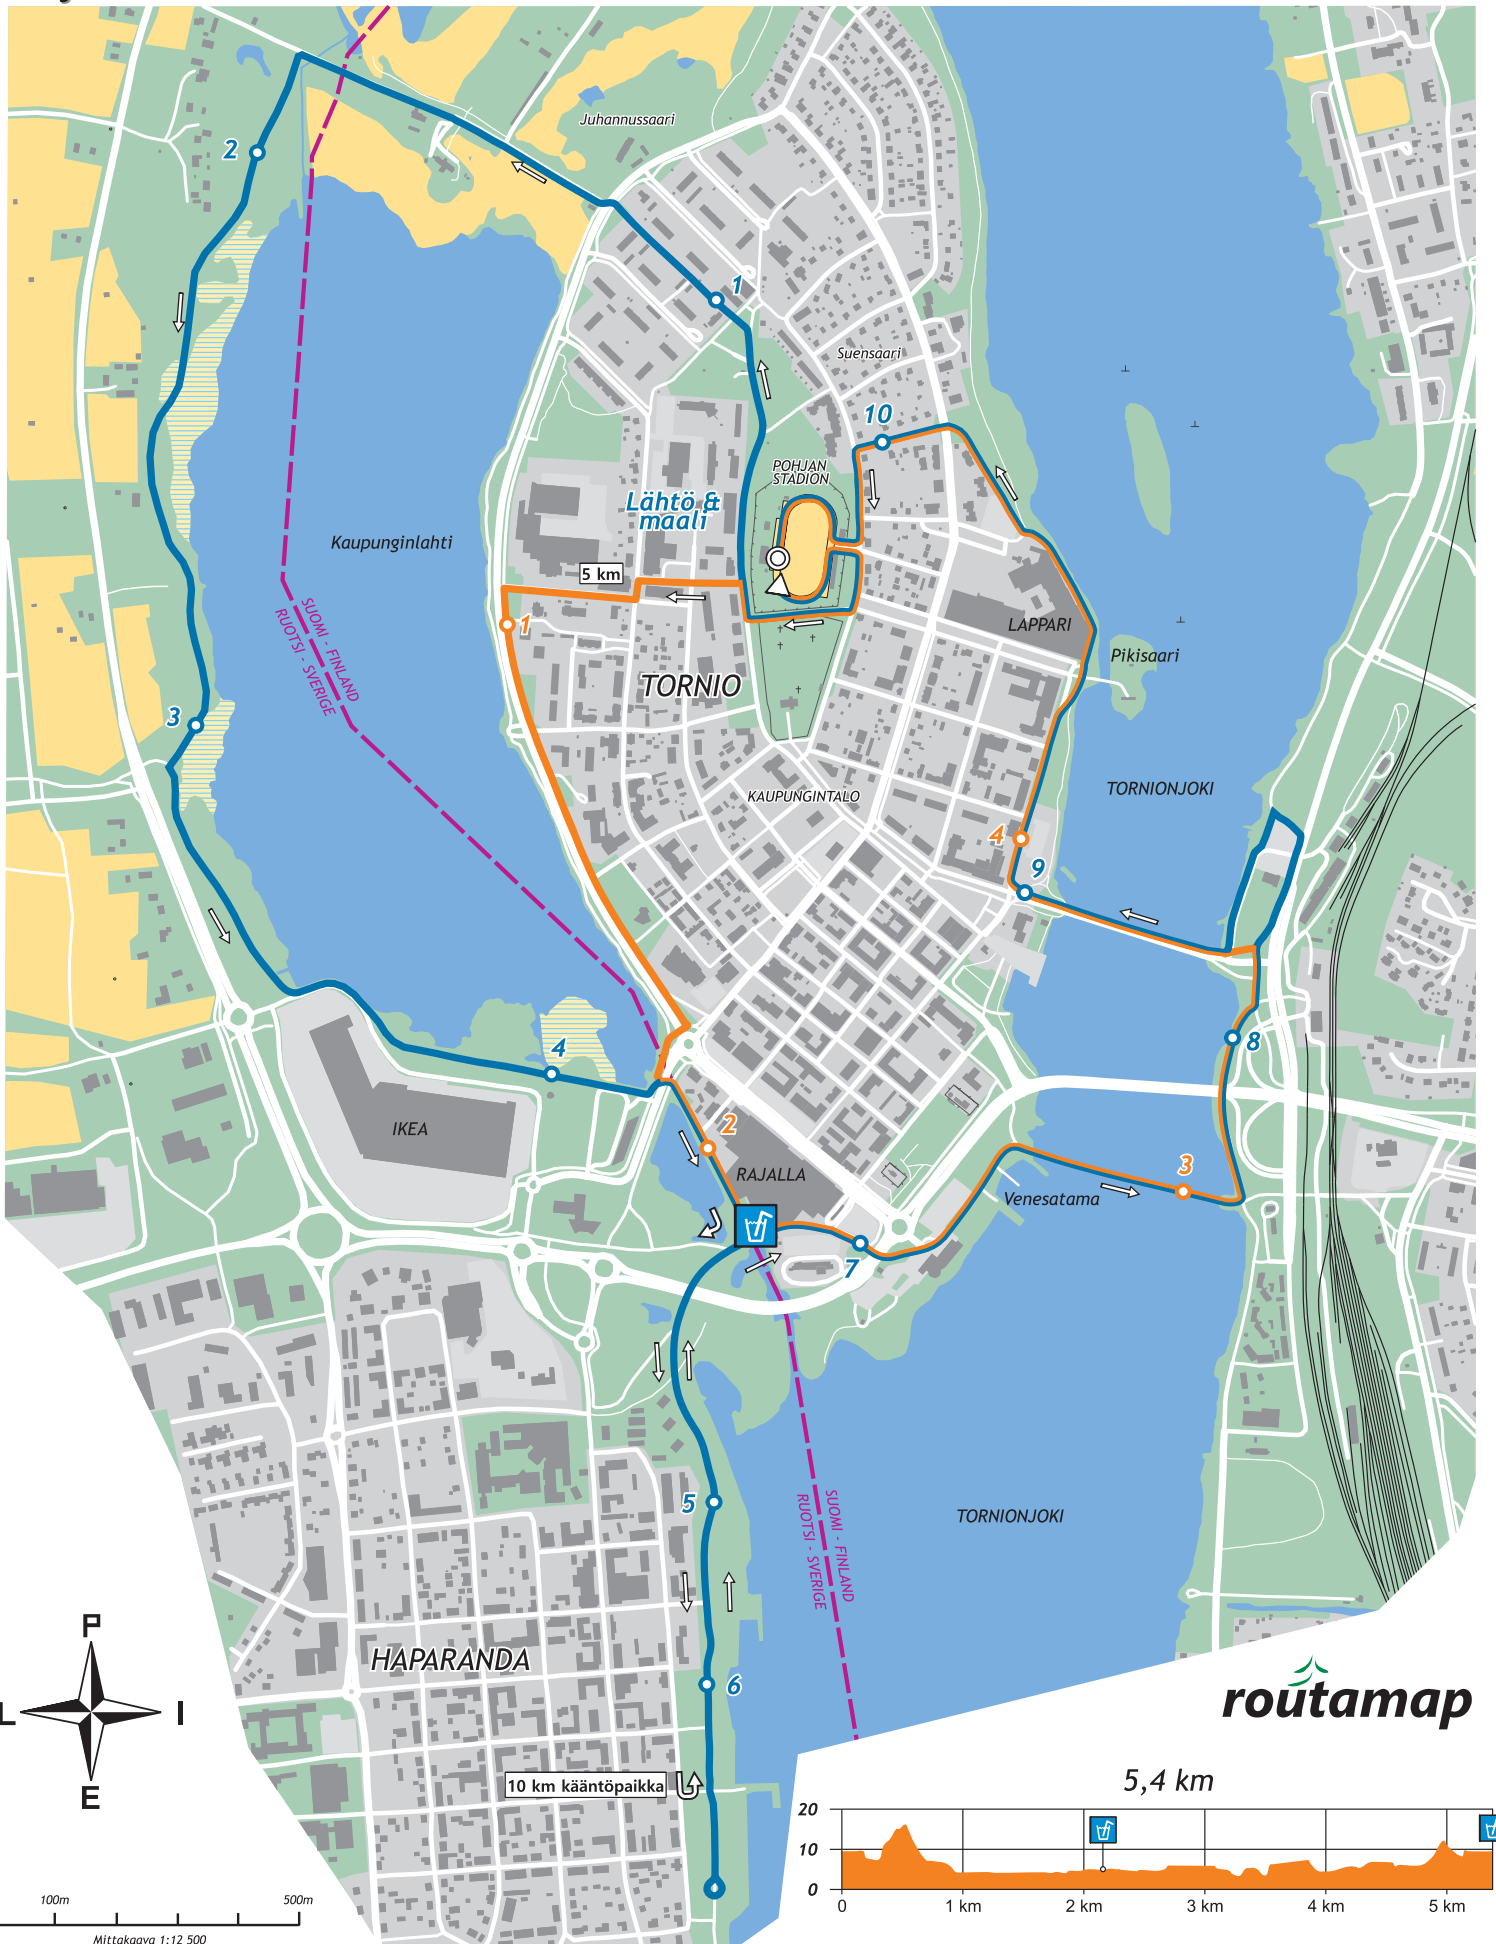 Juhannussaari
2
1
Suensaari
10
POHJAN
STADION
Lähtö &
maali
Kaupunginlahti
5 km
1
SUOMI - FINLAND
RUOTSI - SVERIGE
LAPPARI
Pikisaari
TORNIO
3
TORNIONJOKI
KAUPUNGINTALO
4
9
8
4
IKEA
2
RAJALLA
3
Venesatama
7
5
SUOMI - FINLAND
RUOTSI - SVERIGE
TORNIONJOKI
P
HAPARANDA
6
L
I
routamap
10 km kääntöpaikka
E
5,4 km
20
10
0
0
1 km
2 km
3 km
4 km
5 km
100m
500m
Mittakaava 1:12 500